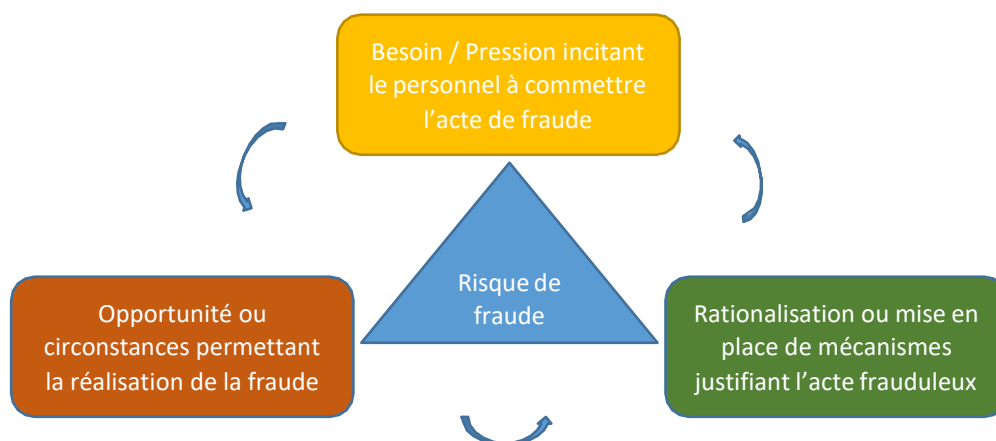 Besoin / Pression incitant
le personnel à commettre
l’acte de fraude
Risque de
fraude
Opportunité ou
circonstances permettant
la réalisation de la fraude
Rationalisation ou mise en
place de mécanismes
justifiant l’acte frauduleux